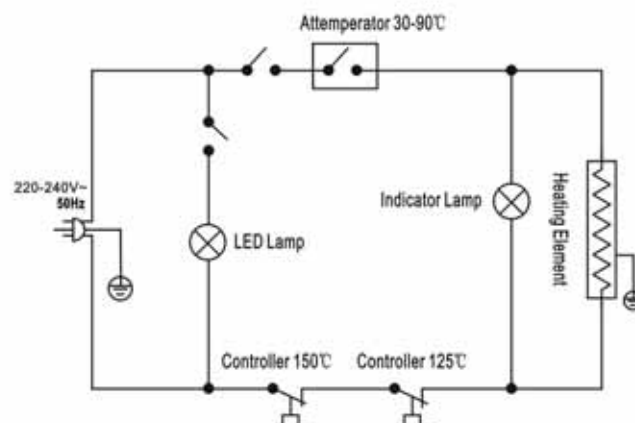 Attemperator 30-90℃
220-240V~
50Hz
Indicator Lamp
Heating Element
LED Lamp
Controller 150℃
Controller 125℃